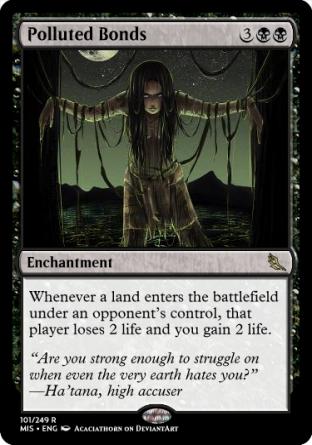 Polluted Bonds 3
Enchantment
Whenever a land enters the battlefield
under an opponent's control, that
player loses 2 life and you gain 2 life.
“Are you strong enough to struggle on
when even the very earth hates you?”
—Ha'tana, high accuser
101/249 R
MIS • ENG Acaciathorn on DeviantArt